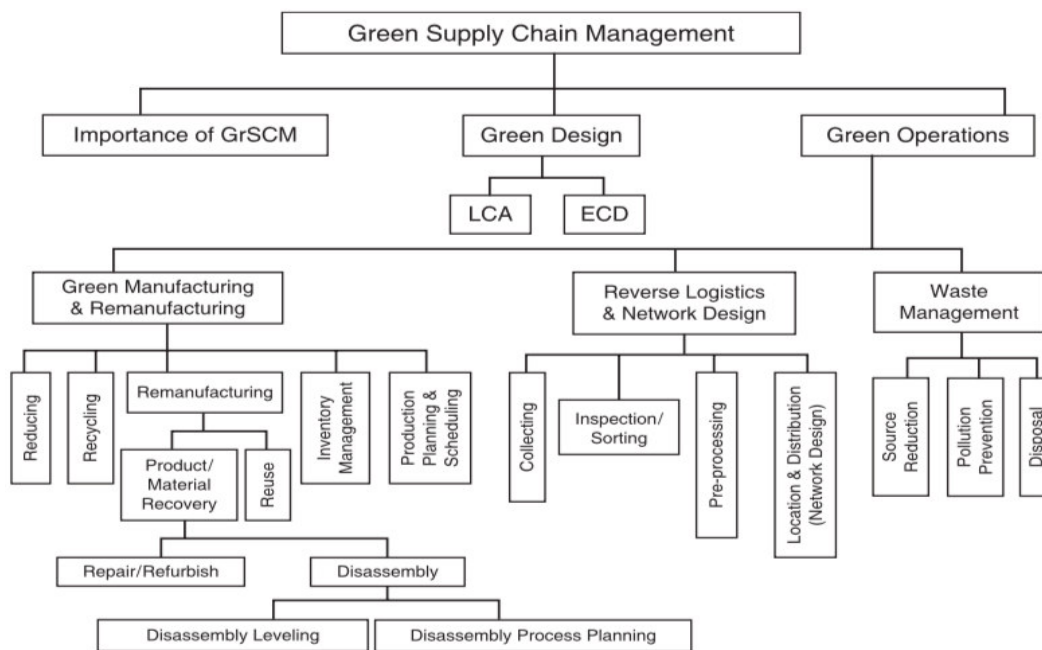 Green Supply Chain Management
Importance of GrSCM
Green Design
Green Operations
LCA
ECD
Green Manufacturing
& Remanufacturing
Reverse Logistics
& Network Design
Waste
Management
Reducing
Recycling
Remanufacturing
Inventory
Management
Production
Planning &
Scheduling
Collecting
Inspection/
Sorting
Pre-processing
Location & Distribution
(Network Design)
Source
Reduction
Pollution
Prevention
Disposal
Product/
Material
Recovery
Reuse
Repair/Refurbish
Disassembly
Disassembly Leveling
Disassembly Process Planning